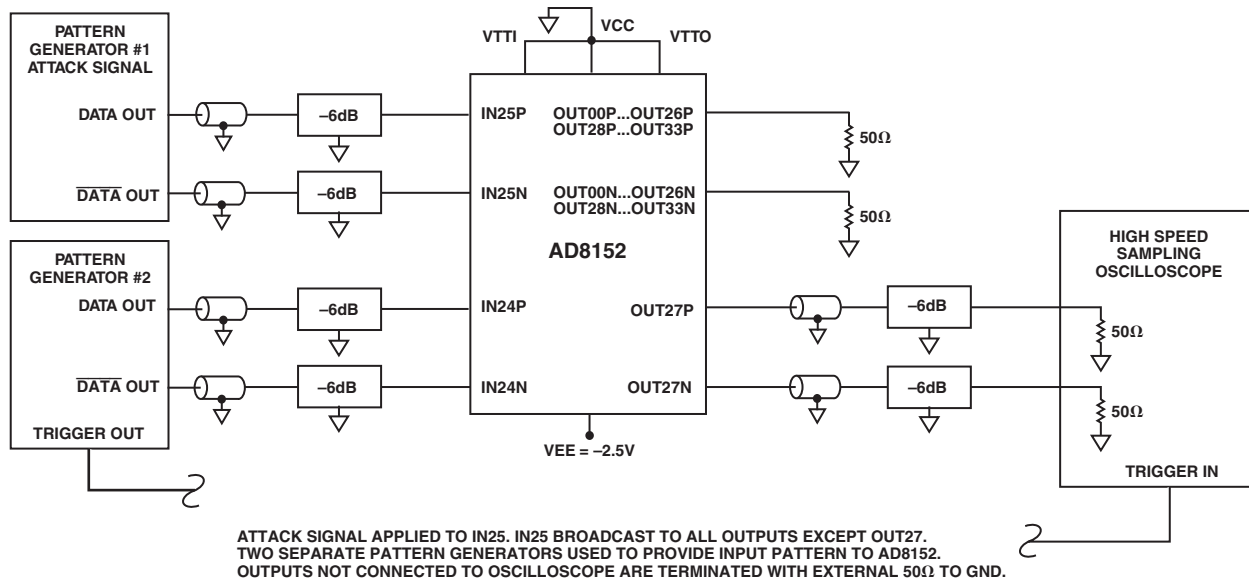 PATTERN
GENERATOR #1
ATTACK SIGNAL
DATA OUT
DATA OUT
–6dB
–6dB
PATTERN
GENERATOR #2
DATA OUT
DATA OUT
TRIGGER OUT
–6dB
–6dB
VTTI
VCC
VTTO
IN25P
IN25N
IN24P
IN24N
OUT00P...OUT26P
OUT28P...OUT33P
OUT00N...OUT26N
OUT28N...OUT33N
AD8152
OUT27P
OUT27N
VEE = –2.5V
50Ω
50Ω
–6dB
–6dB
HIGH SPEED
SAMPLING
OSCILLOSCOPE
50Ω
50Ω
TRIGGER IN
ATTACK SIGNAL APPLIED TO IN25. IN25 BROADCAST TO ALL OUTPUTS EXCEPT OUT27.
TWO SEPARATE PATTERN GENERATORS USED TO PROVIDE INPUT PATTERN TO AD8152.
OUTPUTS NOT CONNECTED TO OSCILLOSCOPE ARE TERMINATED WITH EXTERNAL 50Ω TO GND.